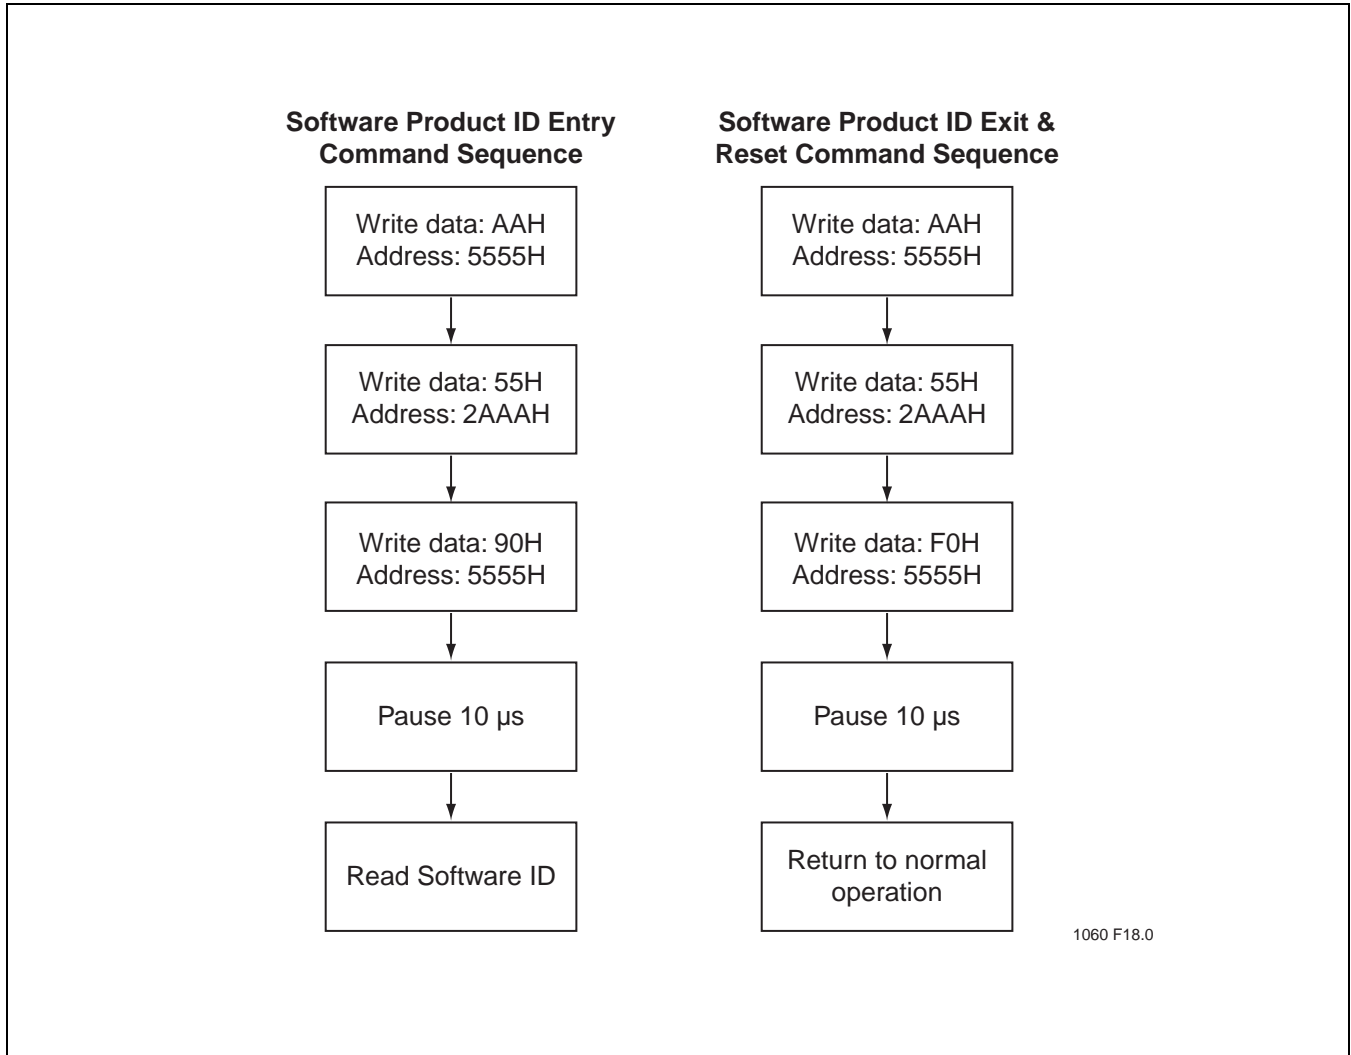 Software Product ID Entry
Command Sequence
Write data: AAH
Address: 5555H
Write data: 55H
Address: 2AAAH
Write data: 90H
Address: 5555H
Pause 10 µs
Read Software ID
Software Product ID Exit &
Reset Command Sequence
Write data: AAH
Address: 5555H
Write data: 55H
Address: 2AAAH
Write data: F0H
Address: 5555H
Pause 10 µs
Return to normal
operation
1060 F18.0